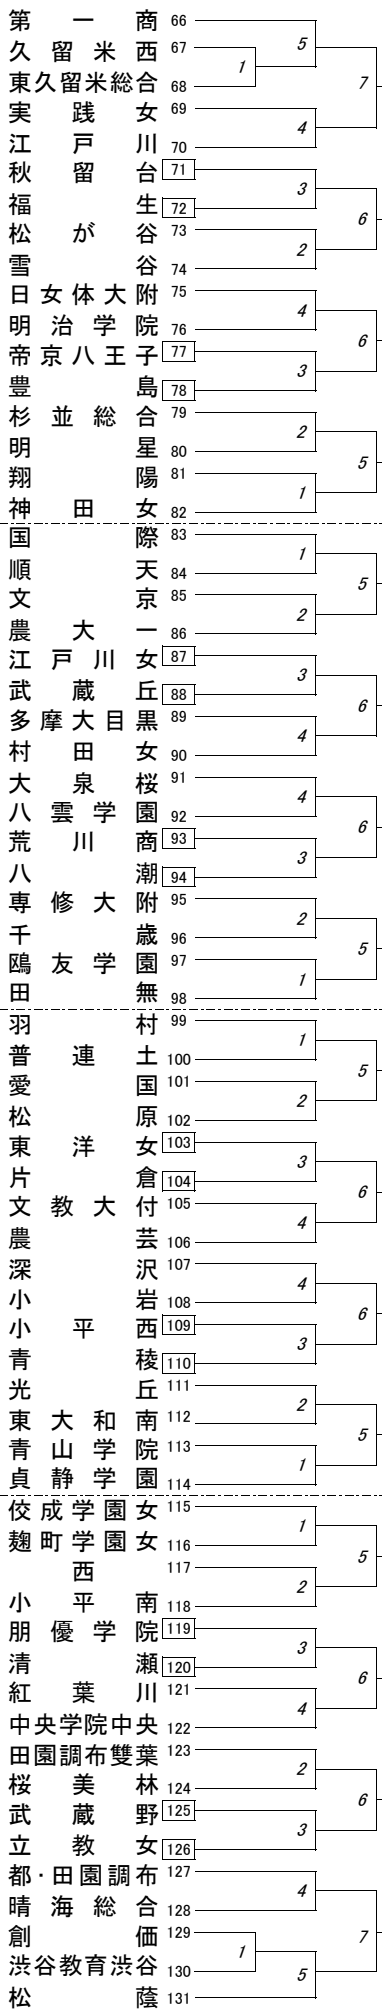 第一商 66
久留米西 67
東久留米総合 68
実践女 69
江戸川 70
秋留台 71
福生 72
松が谷 73
雪谷 74
日女体大附 75
明治学院 76
帝京八王子 77
豊島 78
杉並総合 79
明星 80
翔陽 81
神田女 82
国際 83
順天 84
文京 85
農大一 86
江戸川女 87
武蔵丘 88
多摩大目黒 89
村田女 90
大泉桜 91
八雲学園 92
荒川商 93
八潮 94
専修大附 95
千歳 96
鴎友学園 97
田無 98
羽村 99
普連土 100
愛国 101
松原 102
東洋女 103
片倉 104
文教大付 105
農芸 106
深沢 107
小岩 108
小平西 109
青稜 110
光丘 111
東大和南 112
青山学院 113
貞静学園 114
佼成学園女 115
麹町学園女 116
西 117
小平南 118
朋優学院 119
清瀬 120
紅葉川 121
中央学院中央 122
田園調布雙葉 123
桜美林 124
武蔵野 125
立教女 126
都・田園調布 127
晴海総合 128
創価 129
渋谷教育渋谷 130
松蔭 131
1
5
4
7
3
2
6
4
3
6
2
1
5
1
2
5
3
4
6
4
3
6
2
1
5
1
2
5
3
4
6
4
3
6
2
1
5
1
2
5
3
4
6
2
3
6
4
1
5
7